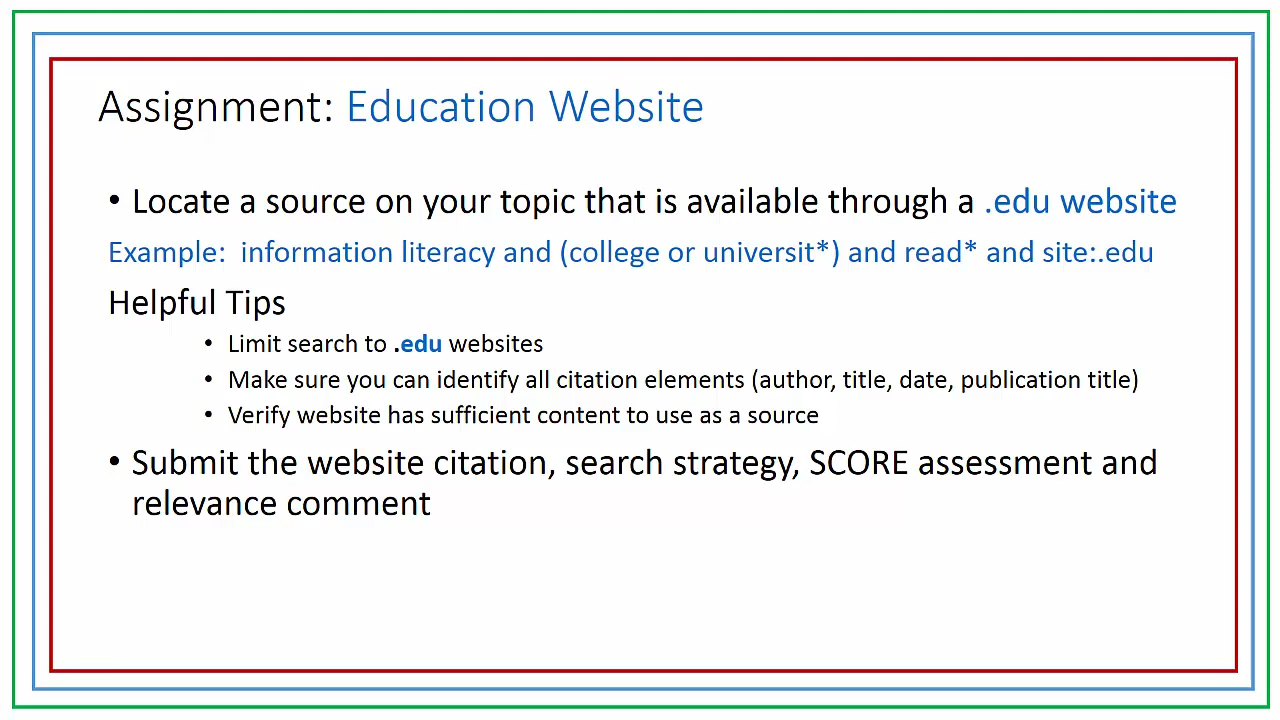 Assignment: Education Website
• Locate a source on your topic that is available through a .edu website
Example:  information literacy and (college or universit*) and read* and site:.edu
Helpful Tips
• Limit search to .edu websites
• Make sure you can identify all citation elements (author, title, date, publication title)
• Verify website has sufficient content to use as a source
• Submit the website citation, search strategy, SCORE assessment and
relevance comment